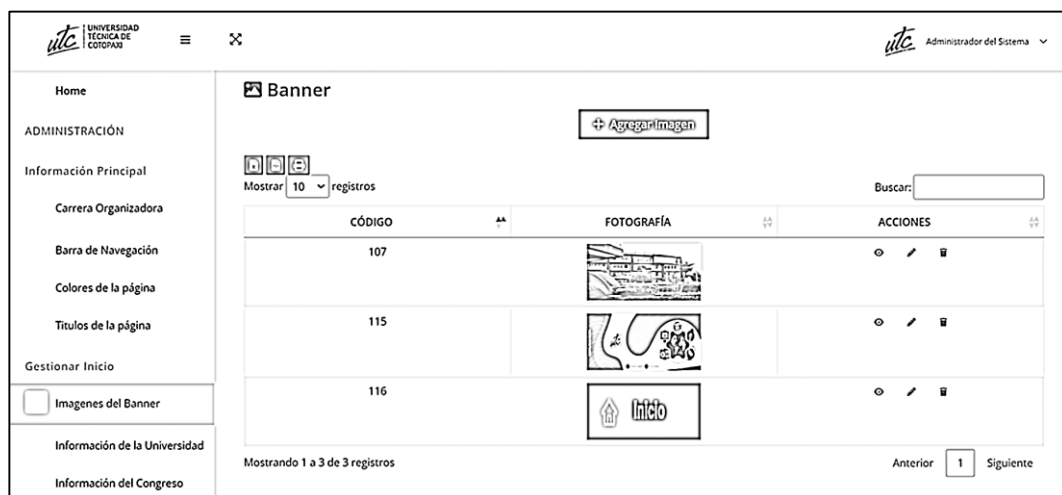 utc UNIVERSIDAD
TÉCNICA DE
COTOPAXI
utc Administrador del Sistema
Home
ADMINISTRACIÓN
Información Principal
Carrera Organizadora
Barra de Navegación
Colores de la página
Titulos de la página
Gestionar Inicio
Imagenes del Banner
Información de la Universidad
Información del Congreso
Banner
+ Agregar Imagen
Mostrar 10 registros
Buscar:
CÓDIGO FOTOGRAFÍA ACCIONES
107
115
116 Inicio
Mostrando 1 a 3 de 3 registros
Anterior 1 Siguiente